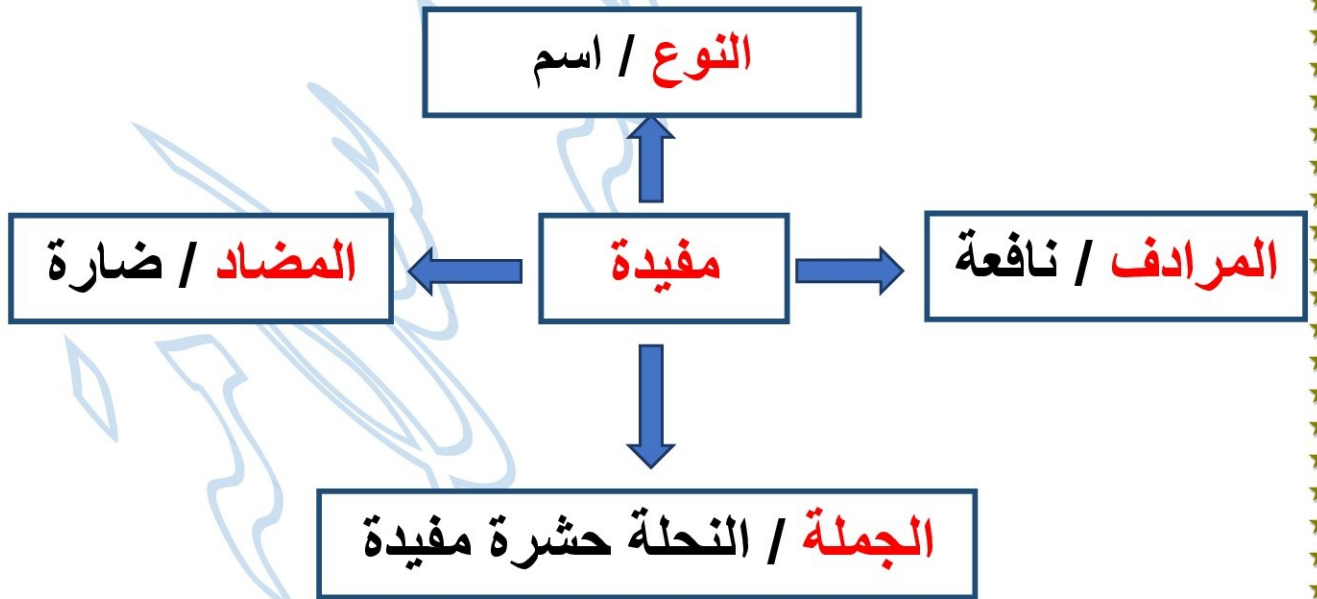 النوع / اسم
المرادف / نافعة
مفيدة
المضاد / ضارة
الجملة / النحلة حشرة مفيدة